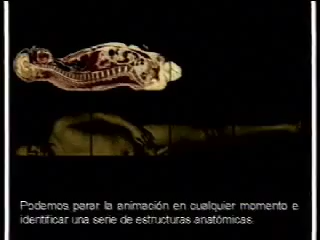 Podemos parar la animación en cualquier momento e
identificar una serie de estructuras anatómicas.